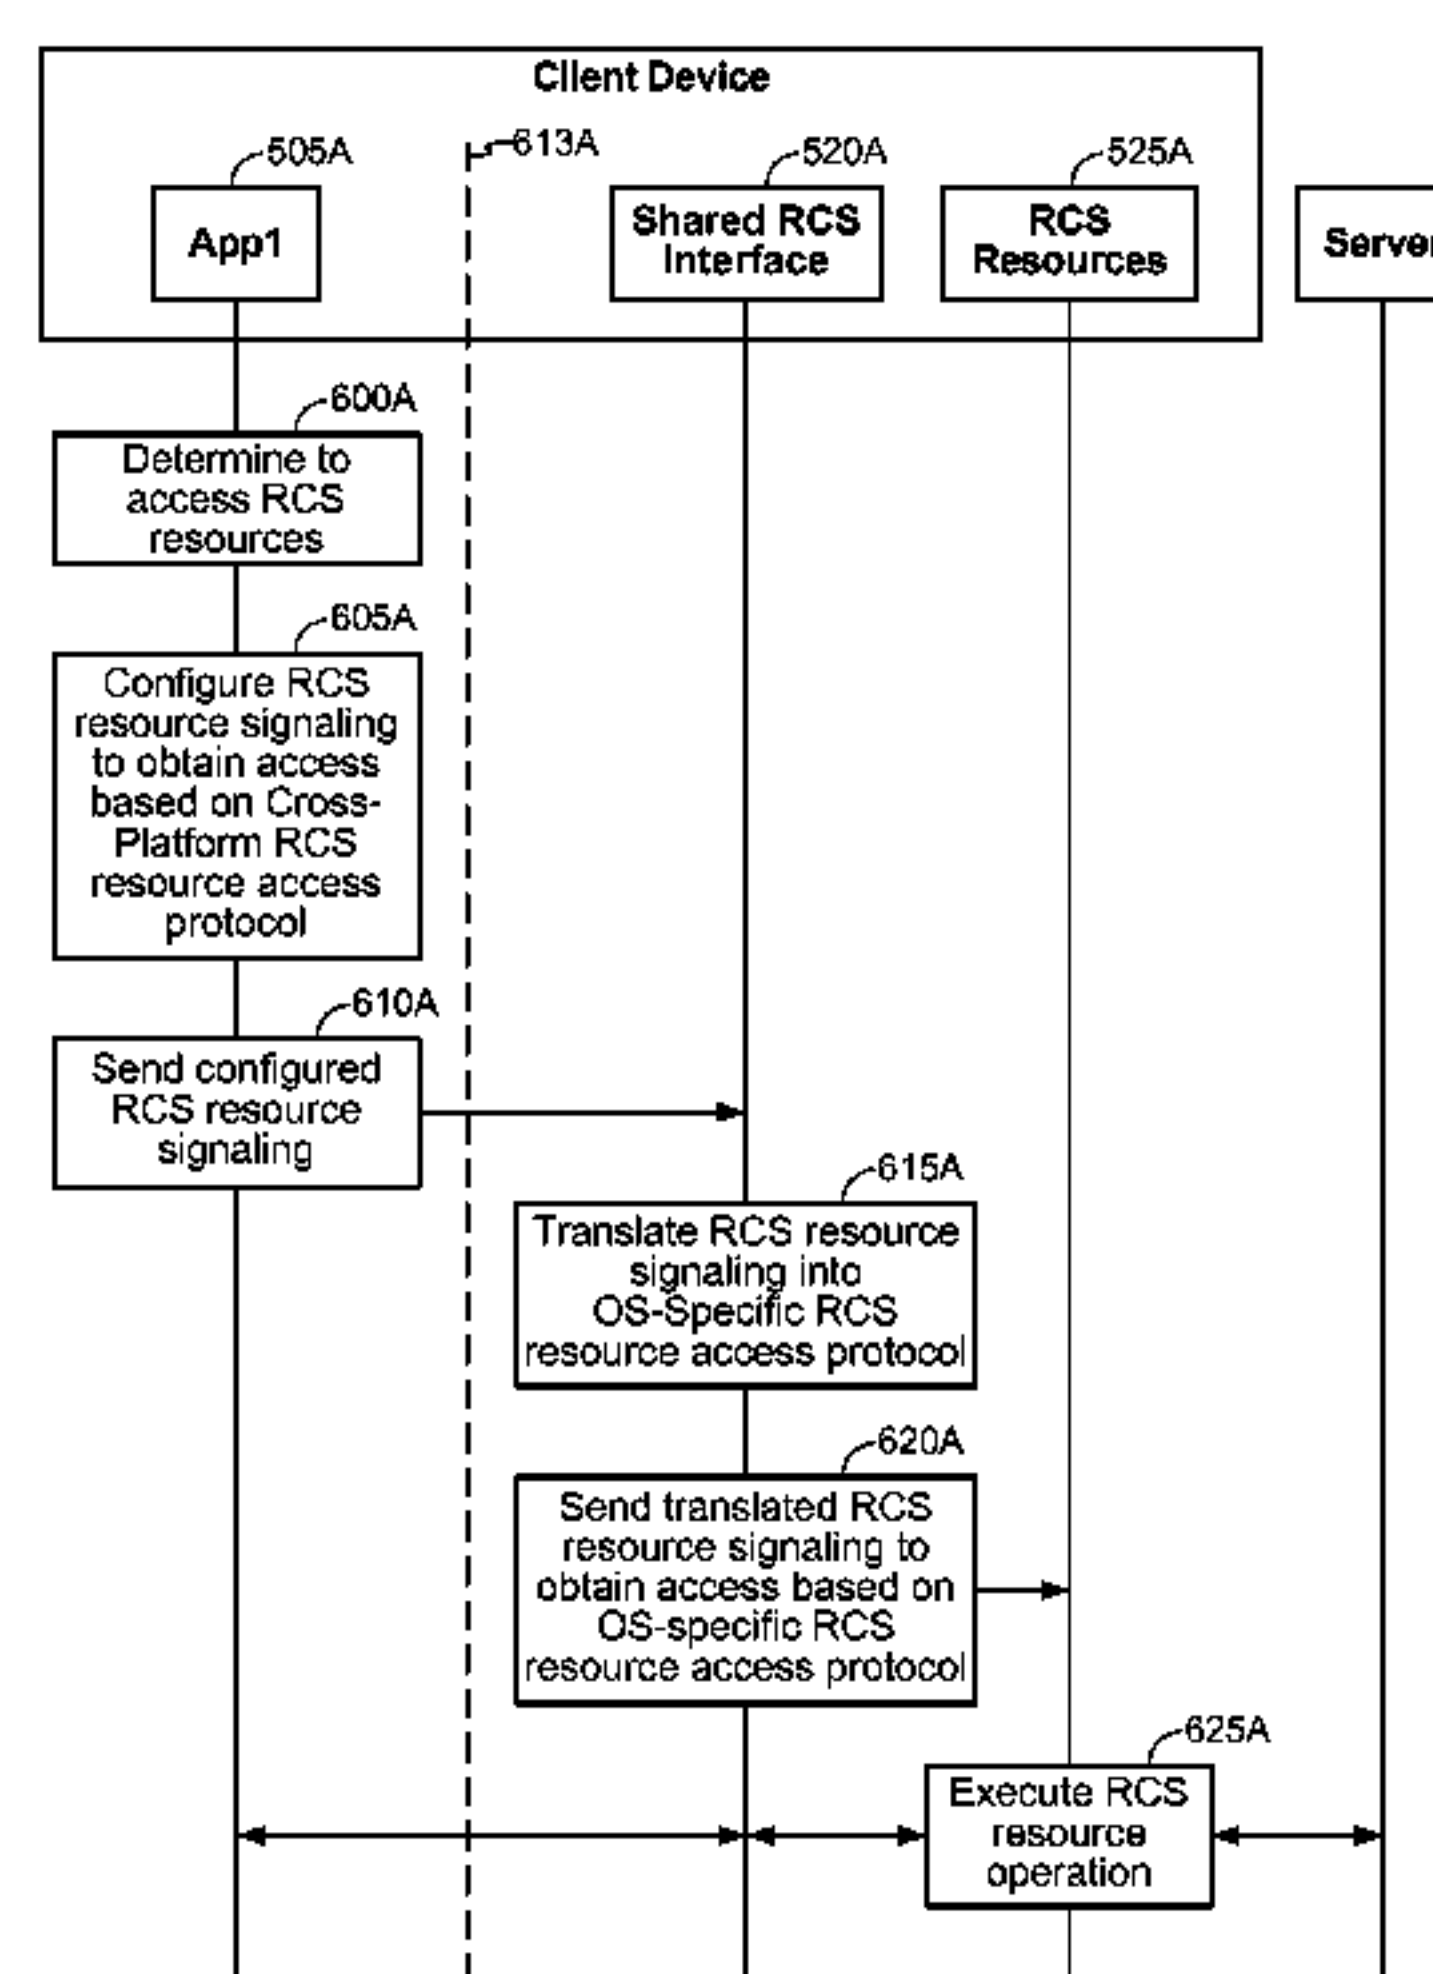 Client Device
505A
613A
520A
525A
App1
Shared RCS
Interface
RCS
Resources
Server
600A
Determine to
access RCS
resources
605A
Configure RCS
resource signaling
to obtain access
based on Cross-
Platform RCS
resource access
protocol
610A
Send configured
RCS resource
signaling
615A
Translate RCS resource
signaling into
OS-Specific RCS
resource access protocol
620A
Send translated RCS
resource signaling to
obtain access based on
OS-specific RCS
resource access protocol
625A
Execute RCS
resource
operation